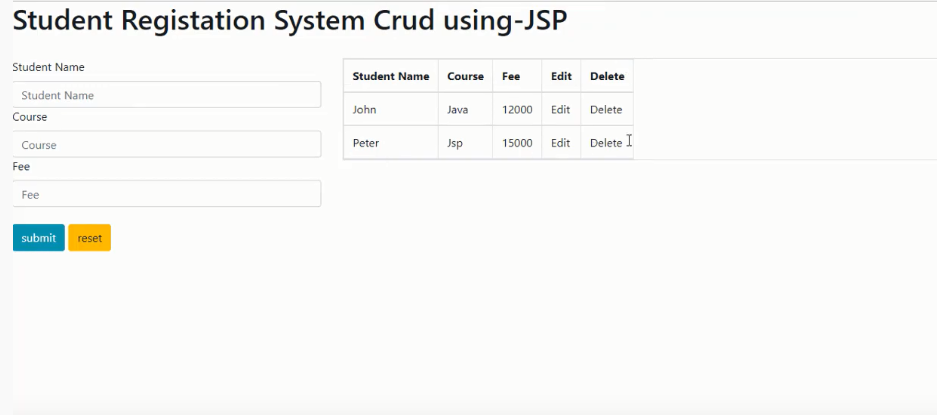 Student Registation System Crud using-JSP
Student Name
Student Name
Course
Course
Fee
Fee
submit reset
Student Name Course Fee Edit Delete
John Java 12000 Edit Delete
Peter Jsp 15000 Edit Delete